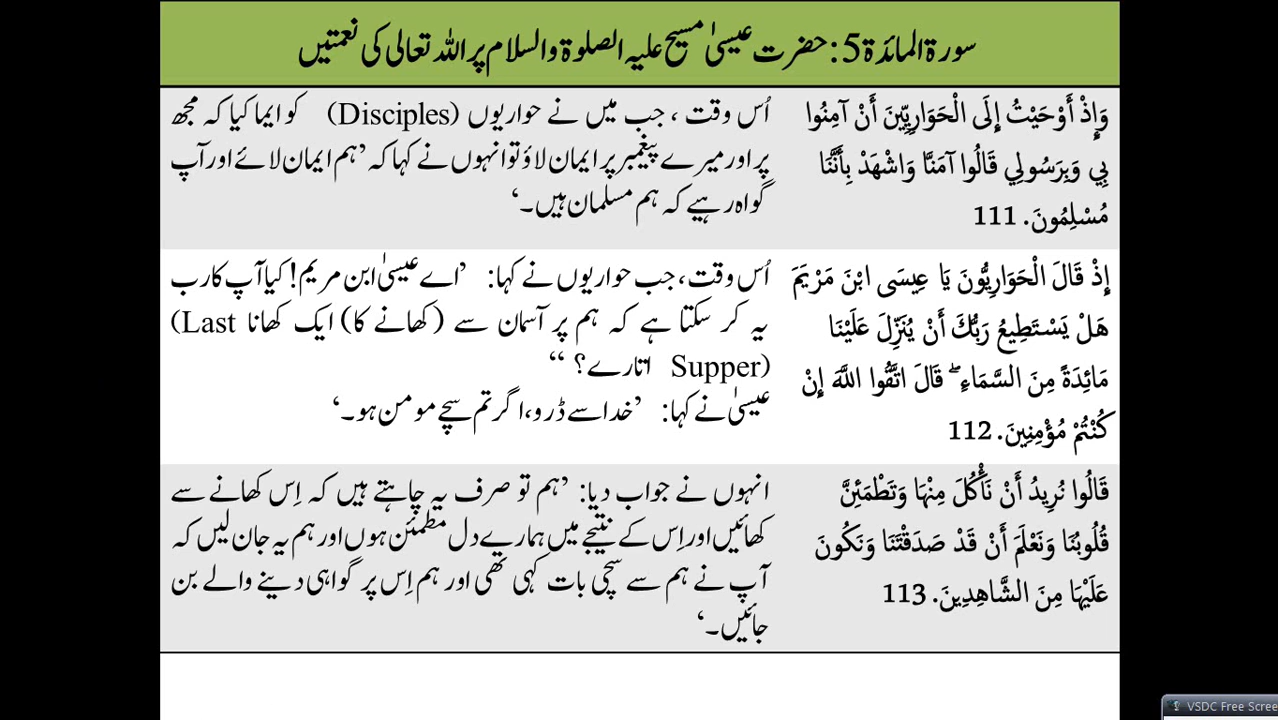 سورۃ المائدۃ 5: حضرت عیسیٰ مسیح علیہ الصلوۃ والسلام پر اللہ تعالی کی نعمتیں
وَإِذْ أَوْحَيْتُ إِلَى الْحَوَارِيِّينَ أَنْ آمِنُوا
بِي وَبِرَسُولِي قَالُوا آمَنَّا وَاشْهَدْ بِأَنَّنَا
مُسْلِمُونَ. 111
اُس وقت ، جب میں نے حواریوں (Disciples) کو ایما کیا کہ مجھ
پر اور میرے پیغمبر پر ایمان لاؤ تو انہوں نے کہا کہ ’ہم ایمان لائے اور آپ
گواہ رہیے کہ ہم مسلمان ہیں۔‘
إِذْ قَالَ الْحَوَارِيُّونَ يَا عِيسَى ابْنَ مَرْيَمَ
هَلْ يَسْتَطِيعُ رَبُّكَ أَنْ يُنَزِّلَ عَلَيْنَا
مَائِدَةً مِنَ السَّمَاءِ ۖ قَالَ اتَّقُوا اللَّهَ إِنْ
كُنْتُمْ مُؤْمِنِينَ. 112
اُس وقت، جب حواریوں نے کہا: ’اے عیسیٰ ابن مریم! کیا آپ کا رب
یہ کر سکتا ہے کہ ہم پر آسمان سے (کھانے کا) ایک کھانا (Last
Supper) اتارے؟ ‘‘
عیسیٰ نے کہا: ’خدا سے ڈرو، اگر تم سچے مومن ہو۔‘
قَالُوا نُرِيدُ أَنْ نَأْكُلَ مِنْهَا وَتَطْمَئِنَّ
قُلُوبُنَا وَنَعْلَمَ أَنْ قَدْ صَدَقْتَنَا وَنَكُونَ
عَلَيْهَا مِنَ الشَّاهِدِينَ. 113
انہوں نے جواب دیا: ’ہم تو صرف یہ چاہتے ہیں کہ اِس کھانے سے
کھائیں اور اِس کے نتیجے میں ہمارے دل مطمئن ہوں اور ہم یہ جان لیں کہ
آپ نے ہم سے سچی بات کہی تھی اور ہم اِس پر گواہی دینے والے بن
جائیں۔‘
VSDC Free Scree